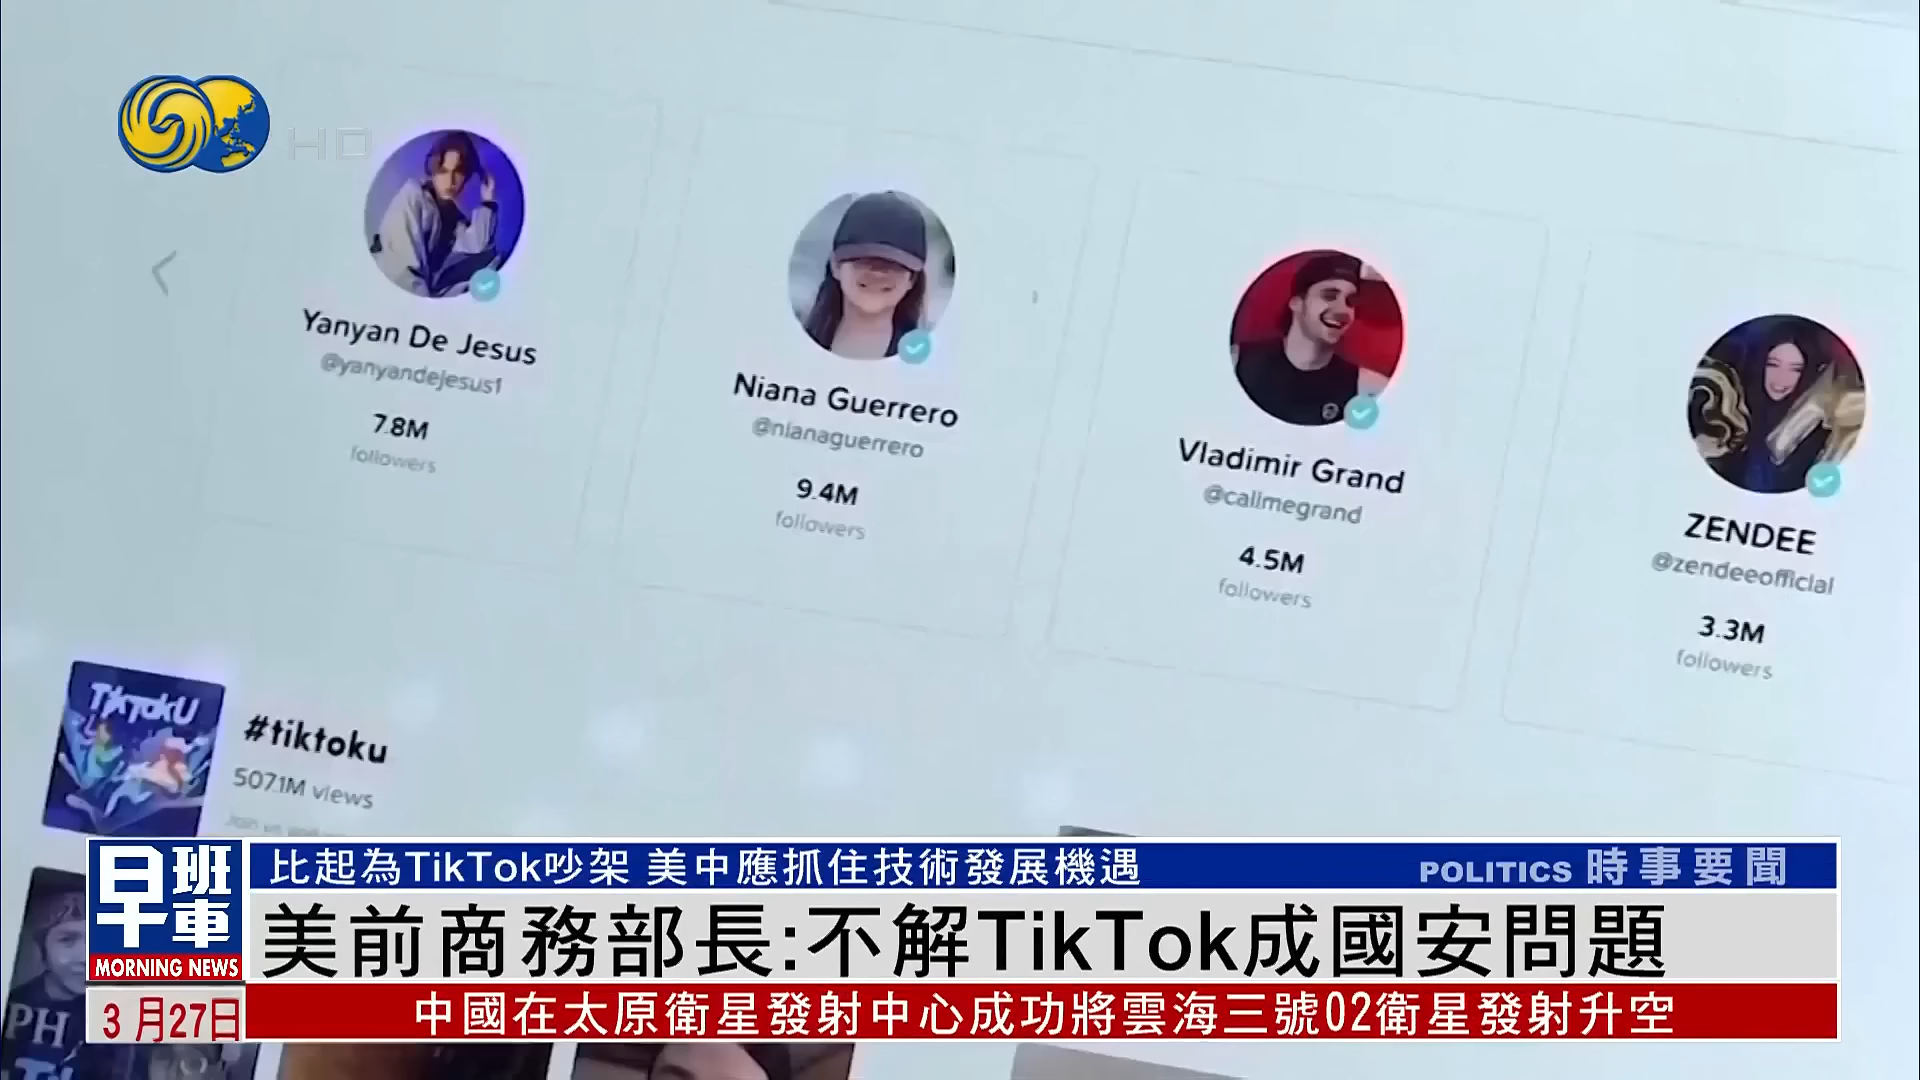 HD
Yanyan De Jesus
@yanyandejesus1
7.8M
followers
Niana Guerrero
@nianaguerrero
9.4M
followers
Vladimir Grand
@callmegrand
4.5M
followers
ZENDEE
@zendeeofficial
3.3M
followers
TikTokU
#tiktoku
507.1M views
早班車
MORNING NEWS
比起為TikTok吵架 美中應抓住技術發展機遇
POLITICS 時事要聞
美前商務部長:不解TikTok成國安問題
3月27日
中國在太原衛星發射中心成功將雲海三號02衛星發射升空
PH